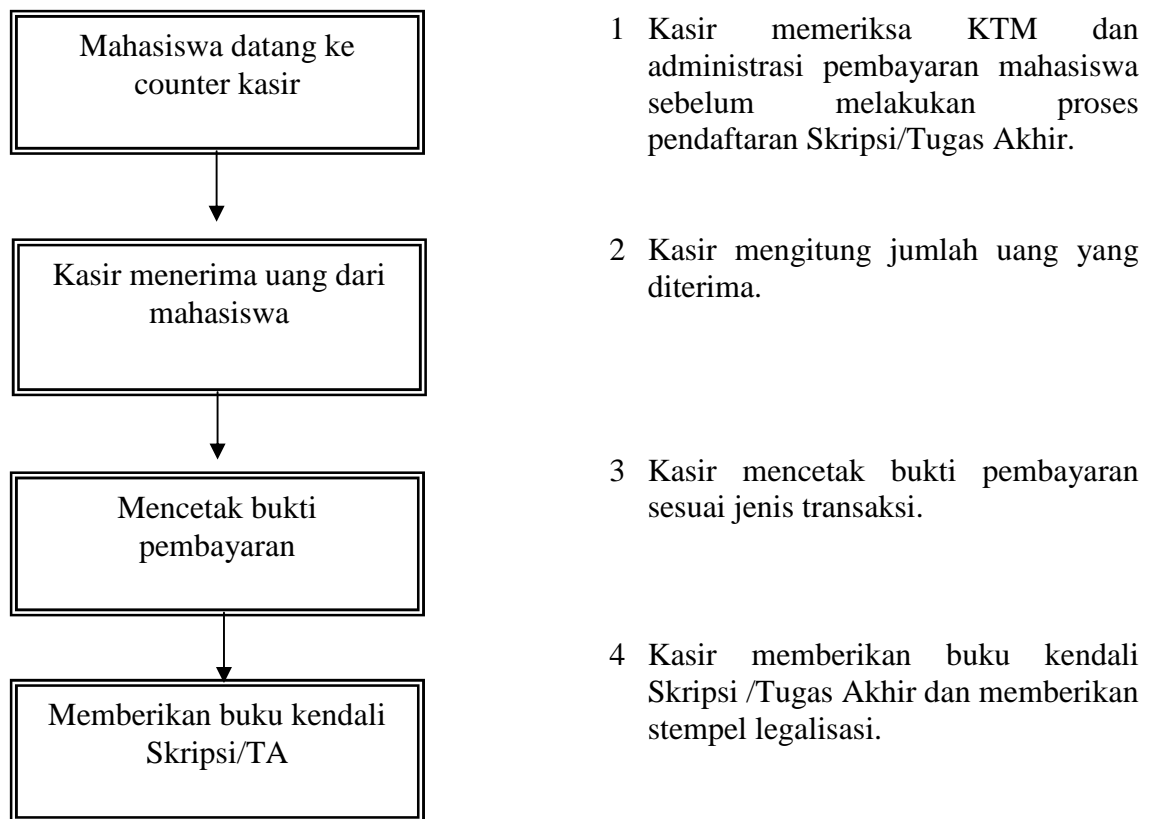 Mahasiswa datang ke
counter kasir
1 Kasir memeriksa KTM dan
administrasi pembayaran mahasiswa
sebelum melakukan proses
pendaftaran Skripsi/Tugas Akhir.
Kasir menerima uang dari
mahasiswa
2 Kasir mengitung jumlah uang yang
diterima.
Mencetak bukti
pembayaran
3 Kasir mencetak bukti pembayaran
sesuai jenis transaksi.
Memberikan buku kendali
Skripsi/TA
4 Kasir memberikan buku kendali
Skripsi /Tugas Akhir dan memberikan
stempel legalisasi.